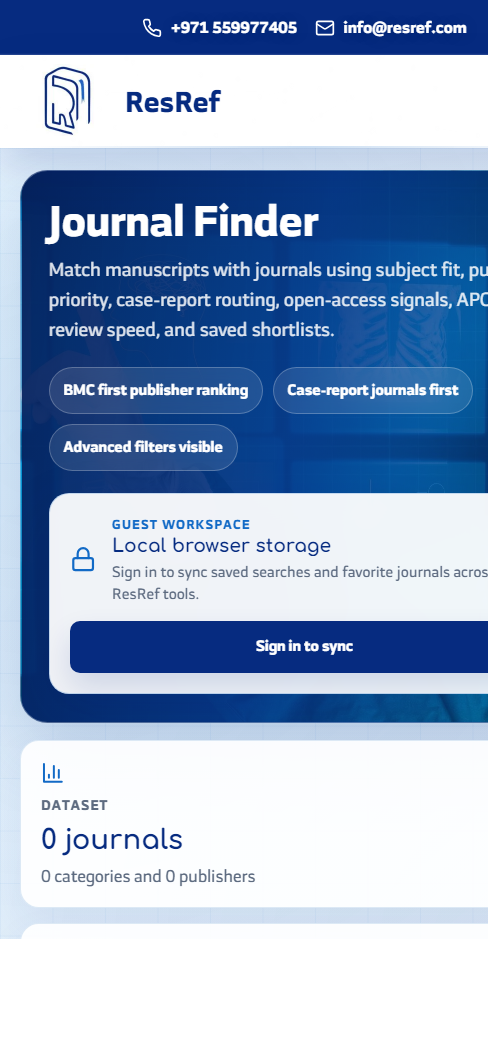 +971 559977405 info@resref.com
ResRef
Journal Finder
Match manuscripts with journals using subject fit,
priority, case-report routing, open-access signals, APC
review speed, and saved shortlists.
BMC first publisher ranking Case-report journals first
Advanced filters visible
GUEST WORKSPACE
Local browser storage
Sign in to sync saved searches and favorite journals
ResRef tools.
Sign in to sync
DATASET
0 journals
0 categories and 0 publishers